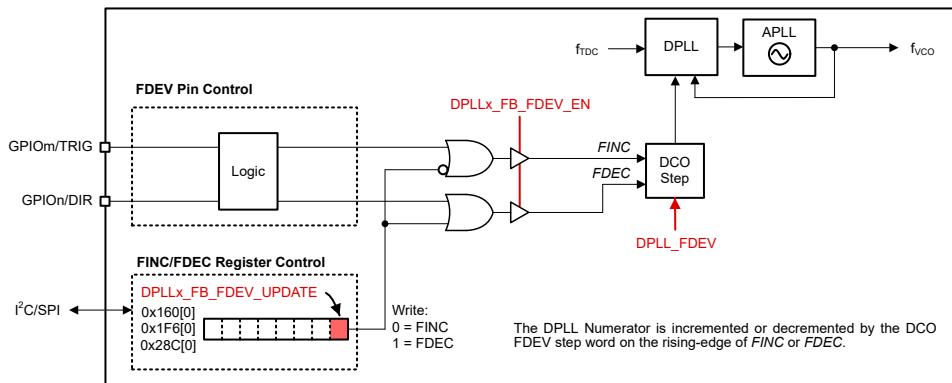 APLL
DPLL
fTDC
fVCO
FDEV Pin Control
DPLLx_FB_FDEV_EN
GPIOm/TRIG
Logic
FINC
FDEC
DCO
Step
GPIOn/DIR
DPLL_FDEV
FINC/FDEC Register Control
DPLLx_FB_FDEV_UPDATE
I²C/SPI
0x160[0]
0x1F6[0]
0x28C[0]
Write:
0 = FINC
1 = FDEC
The DPLL Numerator is incremented or decremented by the DCO
FDEV step word on the rising-edge of FINC or FDEC.